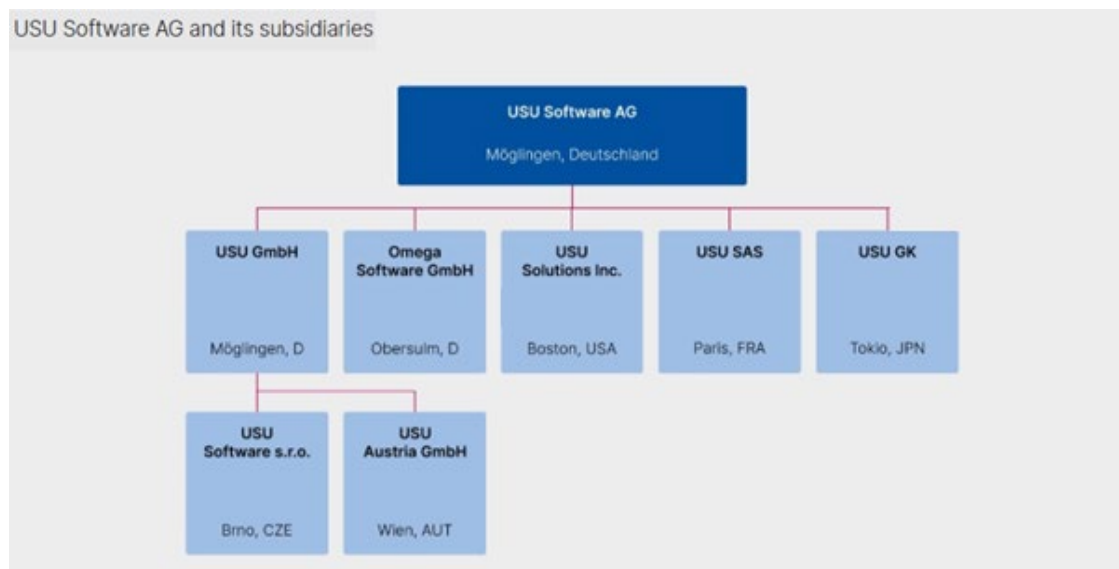 USU Software AG and its subsidiaries
USU Software AG
Möglingen, Deutschland
USU GmbH
Möglingen, D
Omega
Software GmbH
Obersulm, D
USU
Solutions Inc.
Boston, USA
USU SAS
Paris, FRA
USU GK
Tokio, JPN
USU
Software s.r.o.
Brno, CZE
USU
Austria GmbH
Wien, AUT